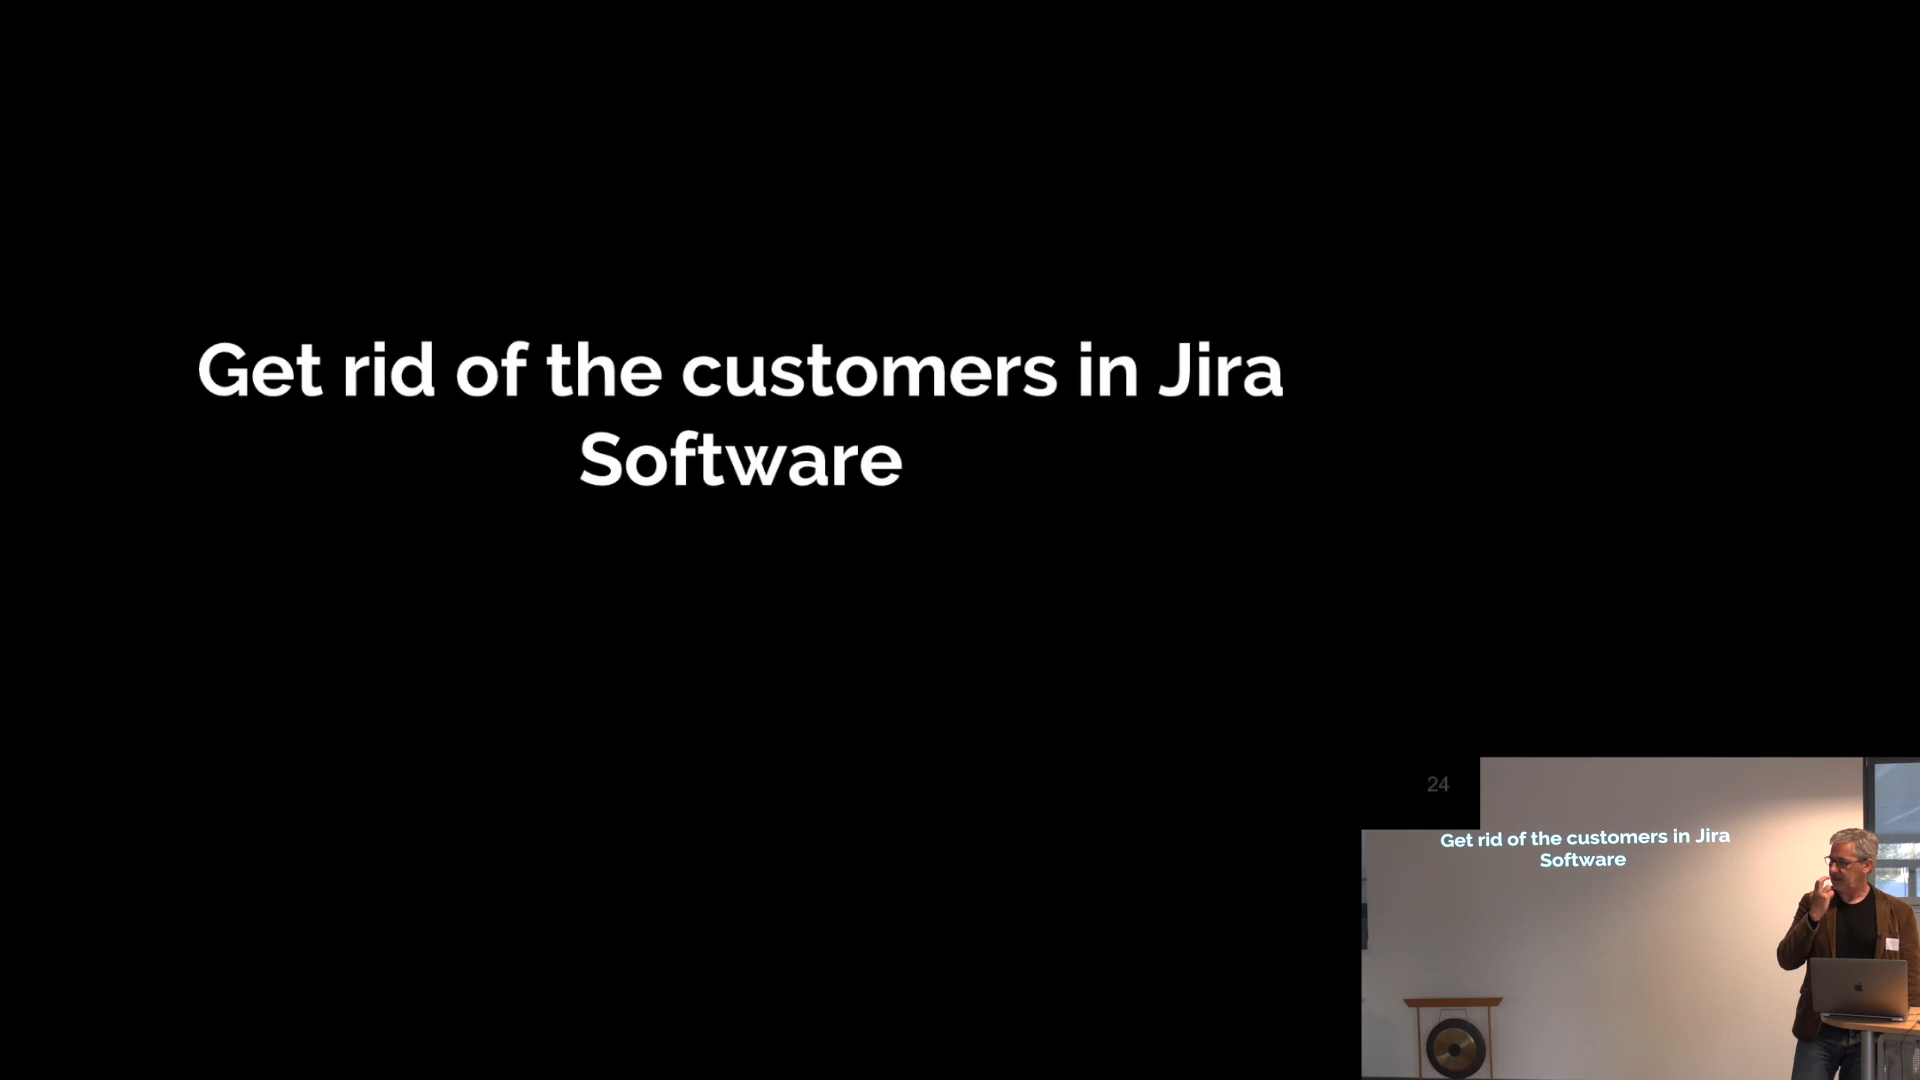 Get rid of the customers in Jira
Software
24
Get rid of the customers in Jira
Software